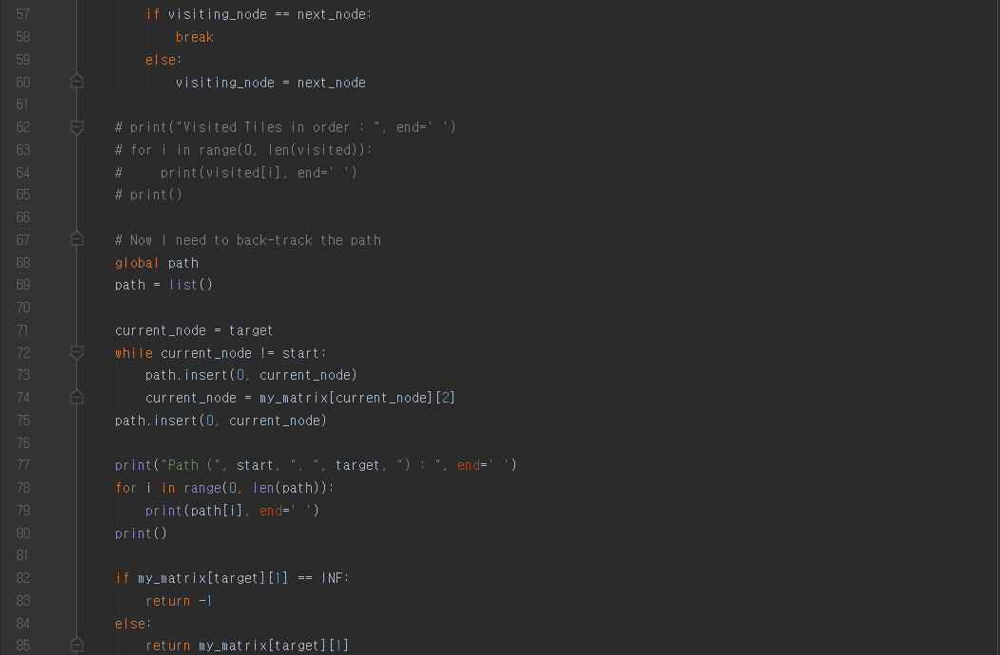 57 if visiting_node == next_node:
58 break
59 else:
60 visiting_node = next_node
61
62 # print("Visited Tiles in order : ", end=' ')
63 # for i in range(0, len(visited)):
64 #     print(visited[i], end=' ')
65 # print()
66
67 # Now I need to back-track the path
68 global path
69 path = list()
70
71 current_node = target
72 while current_node != start:
73 path.insert(0, current_node)
74 current_node = my_matrix[current_node][2]
75 path.insert(0, current_node)
76
77 print("Path (", start, ", ", target, ") : ", end=' ')
78 for i in range(0, len(path)):
79 print(path[i], end=' ')
80 print()
81
82 if my_matrix[target][1] == INF:
83 return -1
84 else:
85 return my_matrix[target][1]